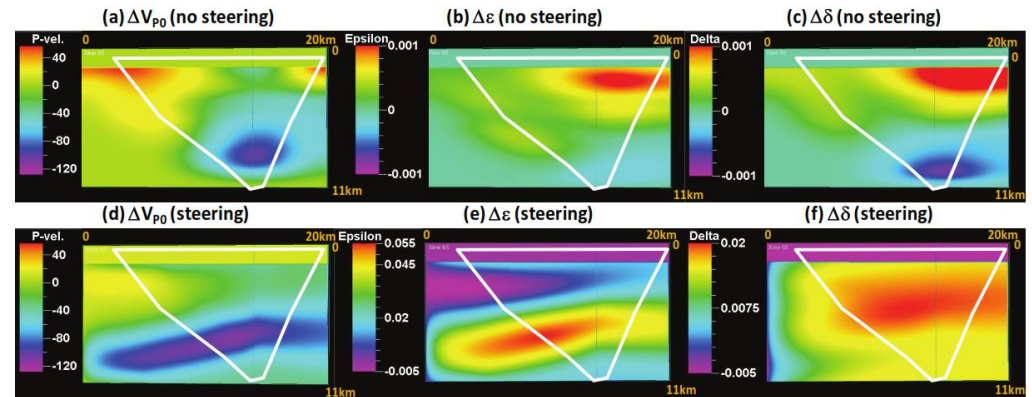 (a) ΔV_P0 (no steering)
(b) Δε (no steering)
(c) Δδ (no steering)
P-vel. 0 20km 0
40
0
-40
-80
-120
11km
Epsilon 0.001 0 20km 0
0
-0.001
11km
Delta 0.001 0 20km 0
0
-0.001
11km
(d) ΔV_P0 (steering)
(e) Δε (steering)
(f) Δδ (steering)
P-vel. 0 20km 0
40
0
-40
-80
-120
11km
Epsilon 0.055 0 20km 0
0.045
0.02
-0.005
11km
Delta 0.02 0 20km 0
0.0075
-0.005
11km